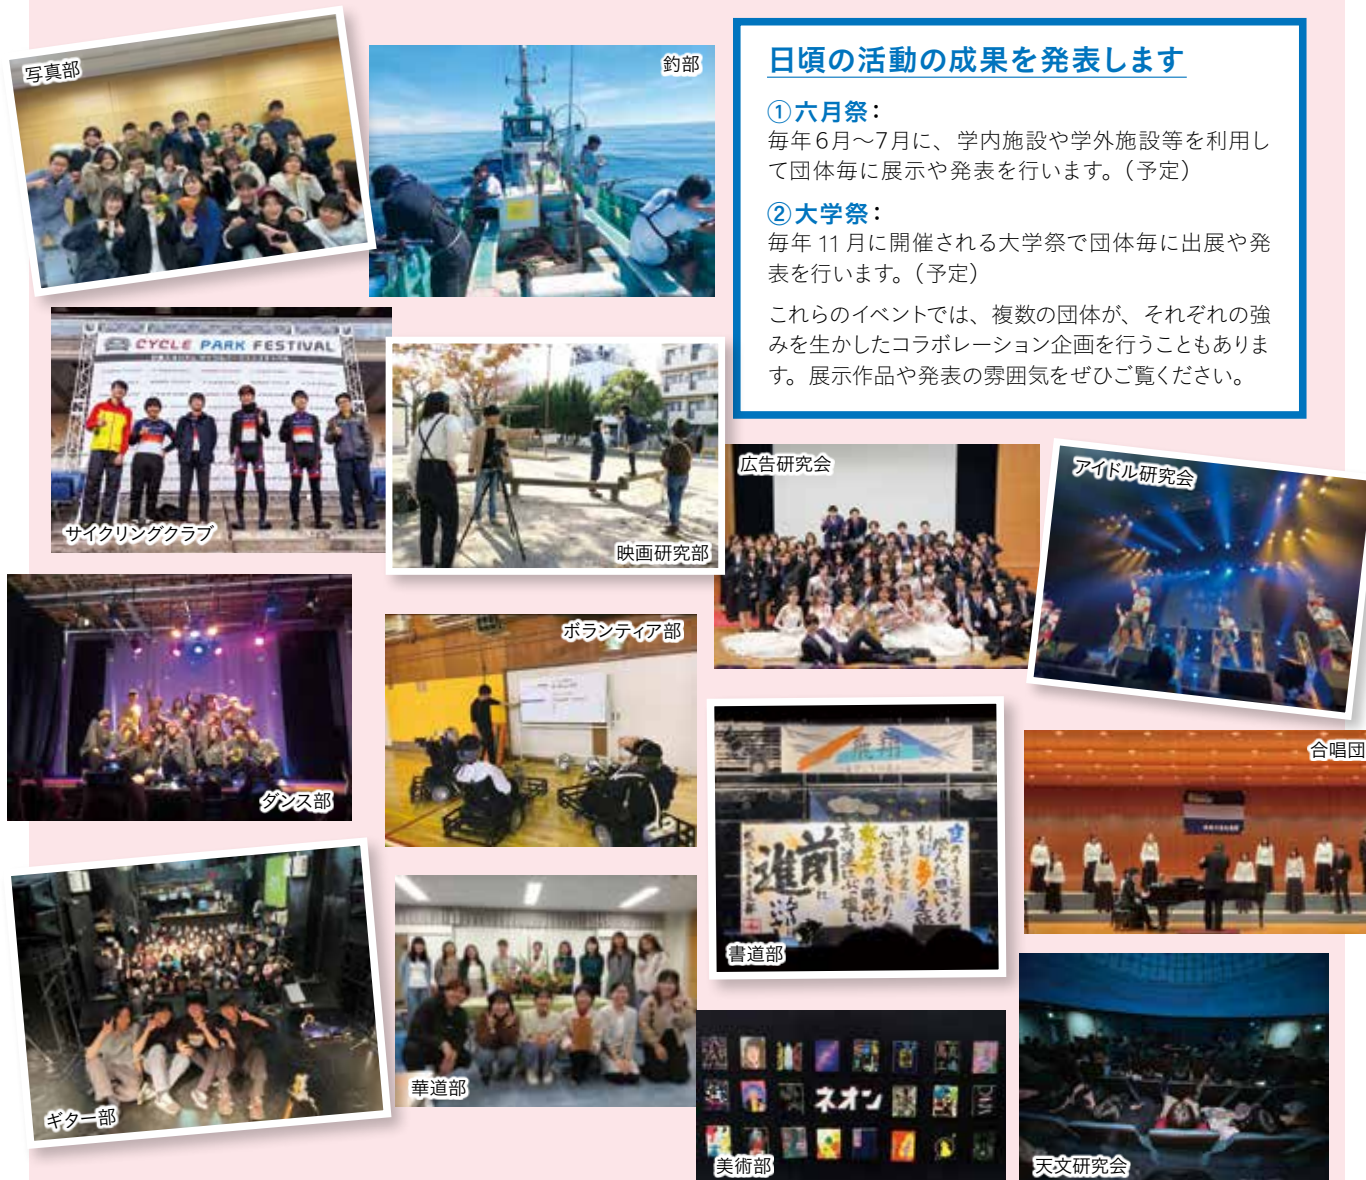 写真部
釣部
日頃の活動の成果を発表します
①六月祭：
毎年6月～7月に、学内施設や学外施設等を利用し
て団体毎に展示や発表を行います。（予定）
②大学祭：
毎年 11 月に開催される大学祭で団体毎に出展や発
表を行います。（予定）
これらのイベントでは、複数の団体が、それぞれの強
みを生かしたコラボレーション企画を行うこともありま
す。展示作品や発表の雰囲気をぜひご覧ください。
CYCLE PARK FESTIVAL
サイクリングクラブ
映画研究部
広告研究会
アイドル研究会
ダンス部
ボランティア部
飛翔
前
進
書道部
合唱団
ギター部
華道部
ネオン
美術部
天文研究会